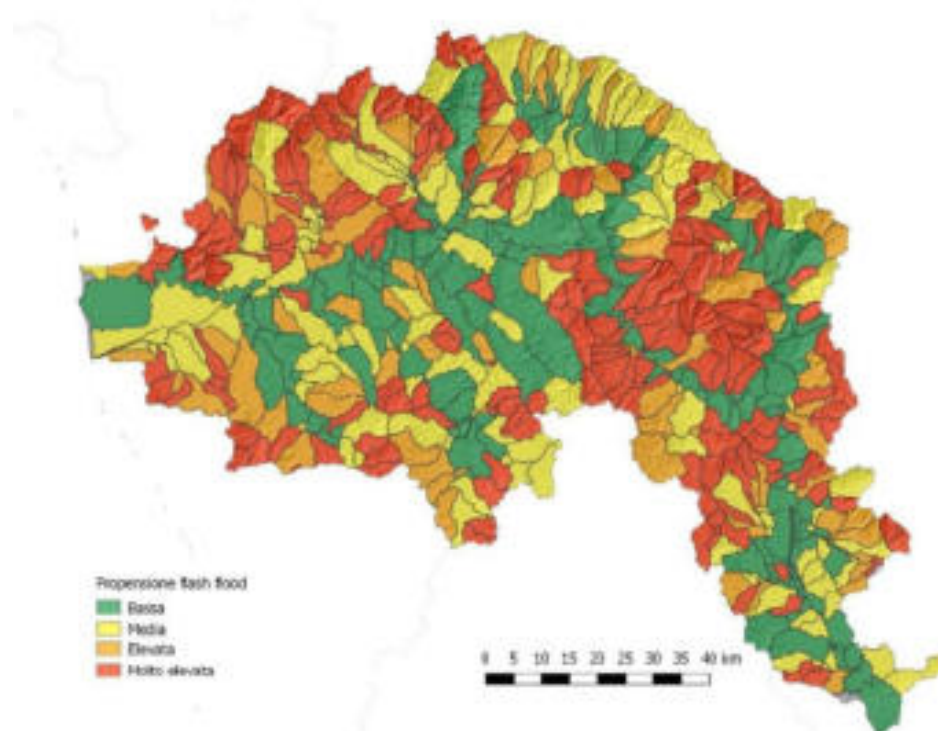 Propensione flash flood
Bassa
Media
Elevata
Molto elevata
0 5 10 15 20 25 30 35 40 km